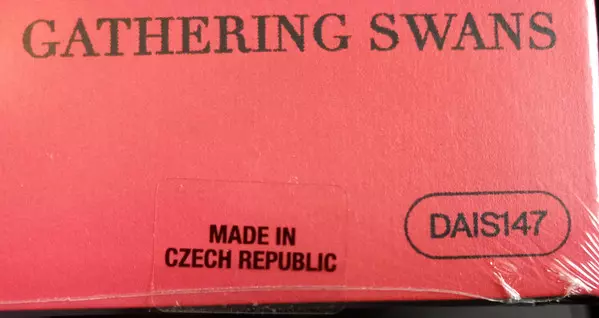 GATHERING SWANS
DAIS147
MADE IN
CZECH REPUBLIC